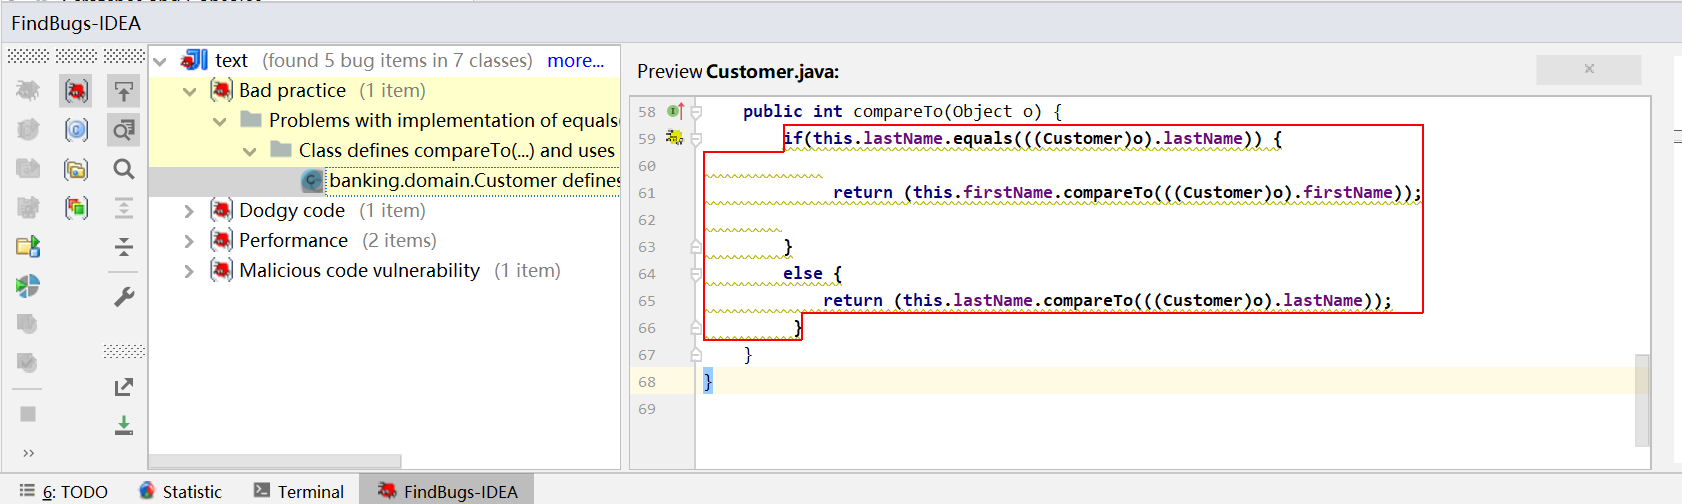 FindBugs-IDEA
text (found 5 bug items in 7 classes) more...
Bad practice (1 item)
Problems with implementation of equals(
Class defines compareTo(...) and uses
banking.domain.Customer defines
Dodgy code (1 item)
Performance (2 items)
Malicious code vulnerability (1 item)
Preview Customer.java:
58 public int compareTo(Object o) {
59 if(this.lastName.equals(((Customer)o).lastName)) {
60
61 return (this.firstName.compareTo(((Customer)o).firstName));
62
63 }
64 else {
65 return (this.lastName.compareTo(((Customer)o).lastName));
66 }
67 }
68 }
69
6: TODO Statistic Terminal FindBugs-IDEA